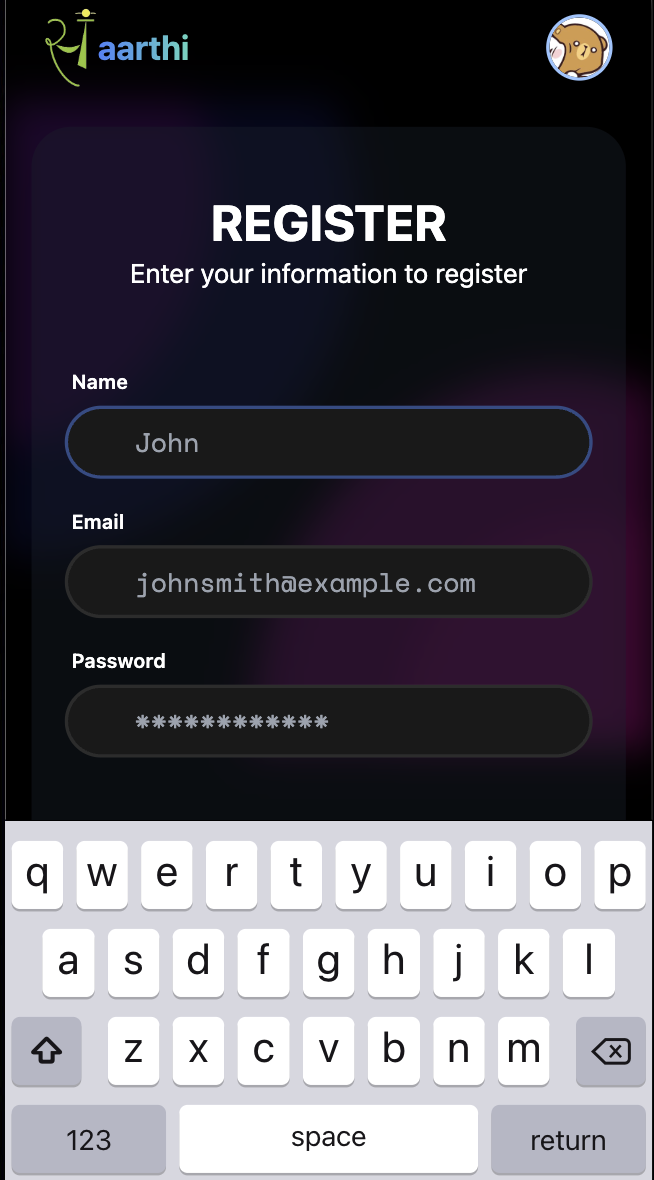 सાं aarthi
REGISTER
Enter your information to register
Name
John
Email
johnsmith@example.com
Password
************
q w e r t y u i o p
a s d f g h j k l
z x c v b n m
123 space return